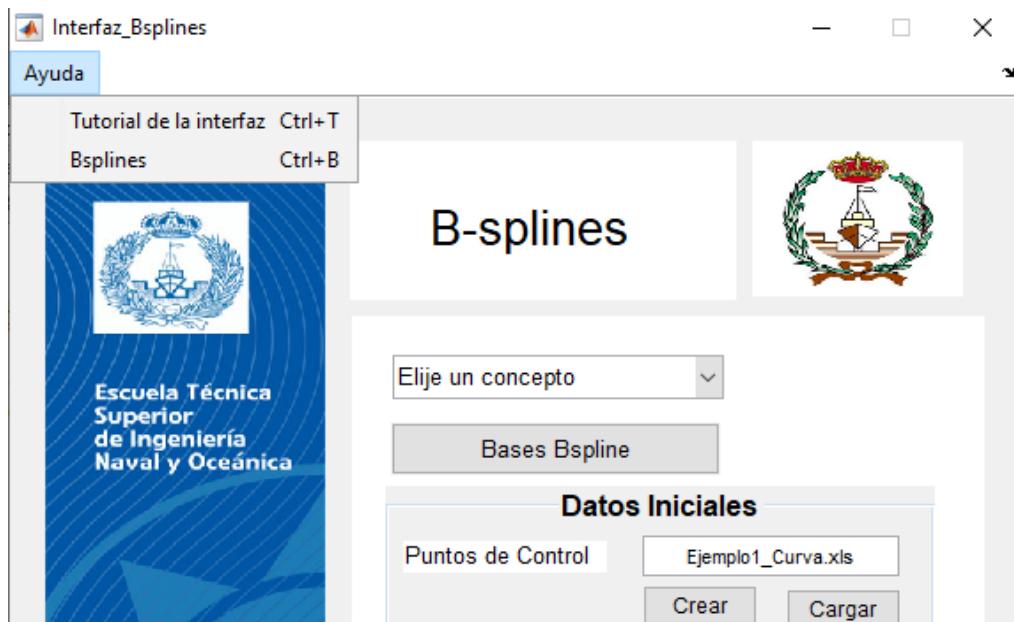 Interfaz_Bsplines
Ayuda
Tutorial de la interfaz Ctrl+T
Bsplines Ctrl+B
B-splines
Escuela Técnica
Superior
de Ingeniería
Naval y Oceánica
Elije un concepto
Bases Bspline
Datos Iniciales
Puntos de Control Ejemplo1_Curva.xls
Crear Cargar